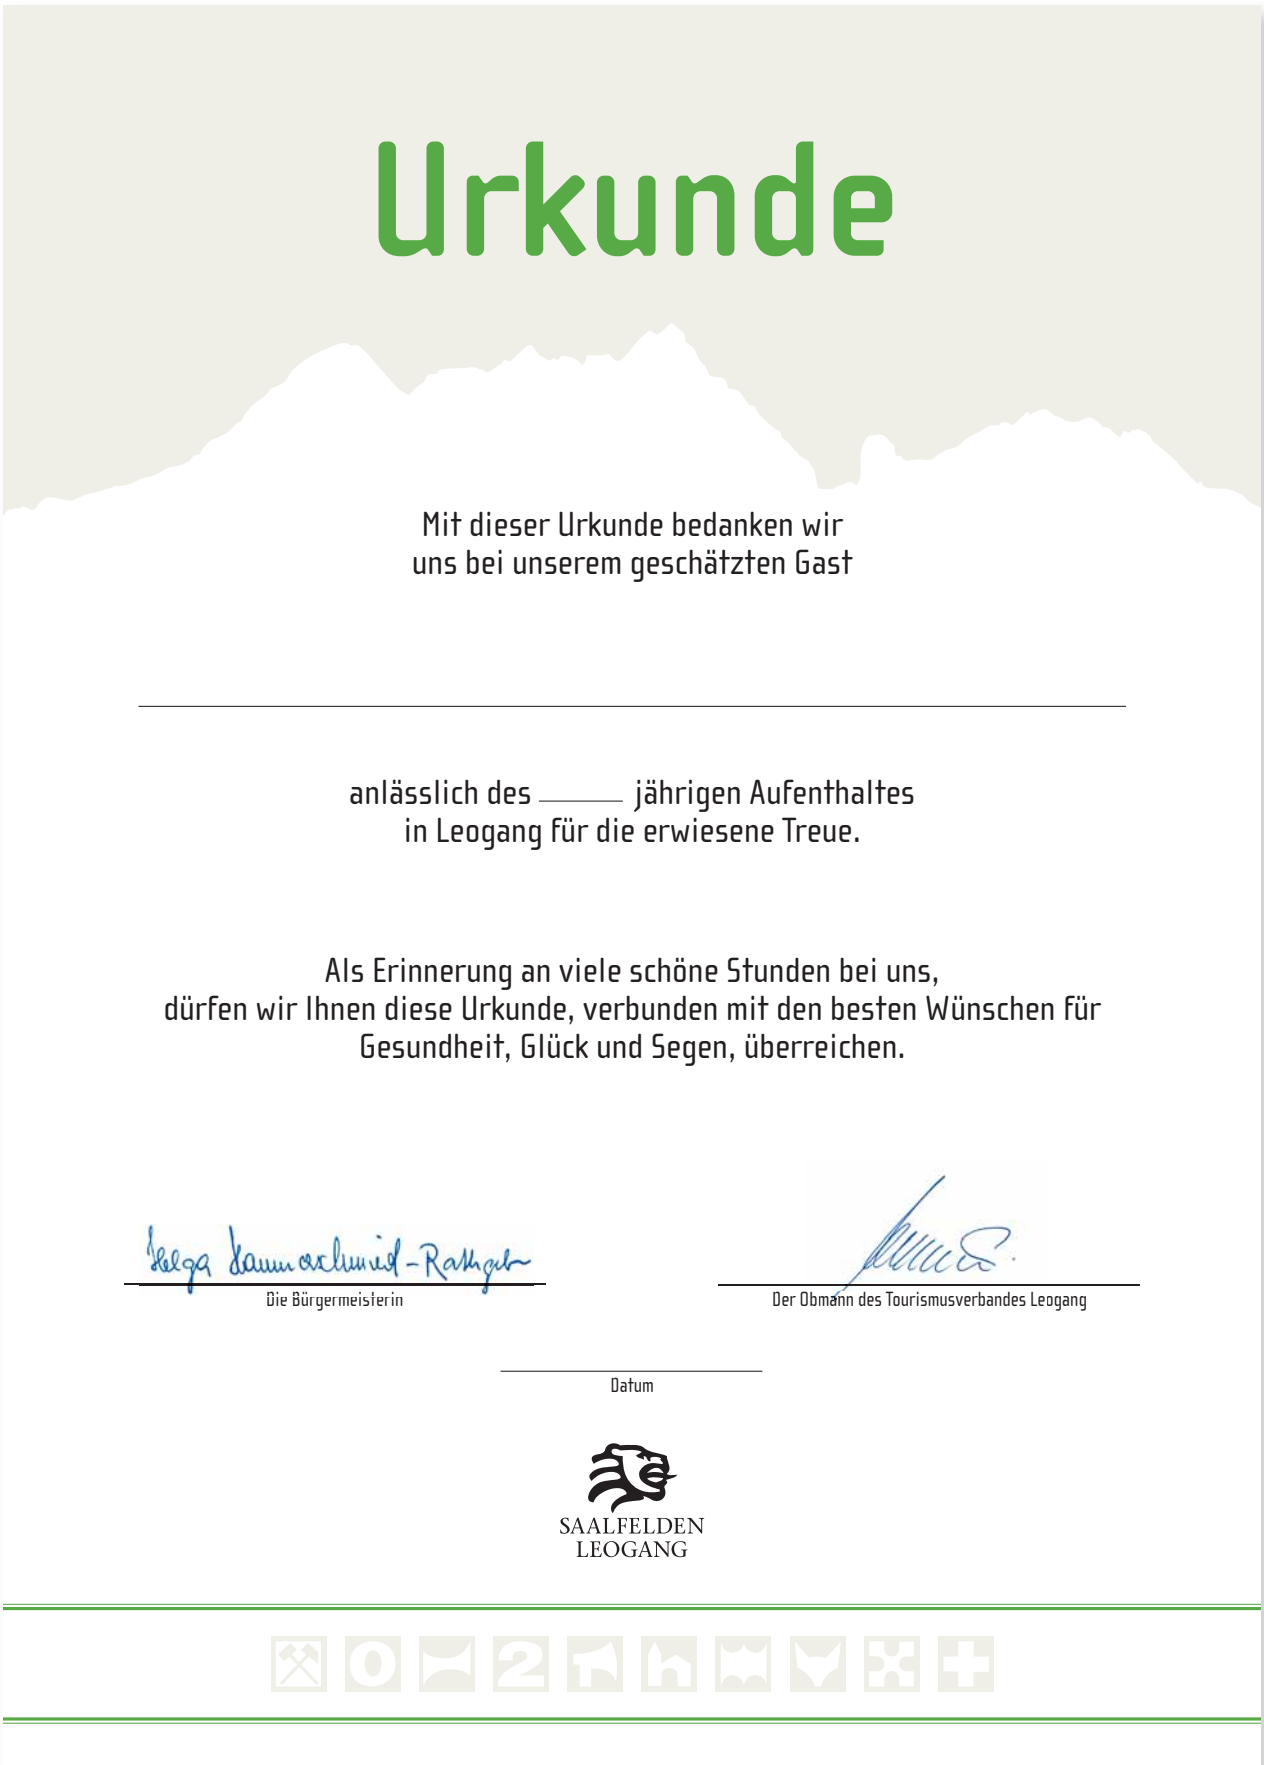 Urkunde
Mit dieser Urkunde bedanken wir
uns bei unserem geschätzten Gast
anlässlich des ______ jährigen Aufenthaltes
in Leogang für die erwiesene Treue.
Als Erinnerung an viele schöne Stunden bei uns,
dürfen wir Ihnen diese Urkunde, verbunden mit den besten Wünschen für
Gesundheit, Glück und Segen, überreichen.
Helga Hammerschmied-Rathgeb
Die Bürgermeisterin
Der Obmann des Tourismusverbandes Leogang
Datum
SAALFELDEN
LEOGANG